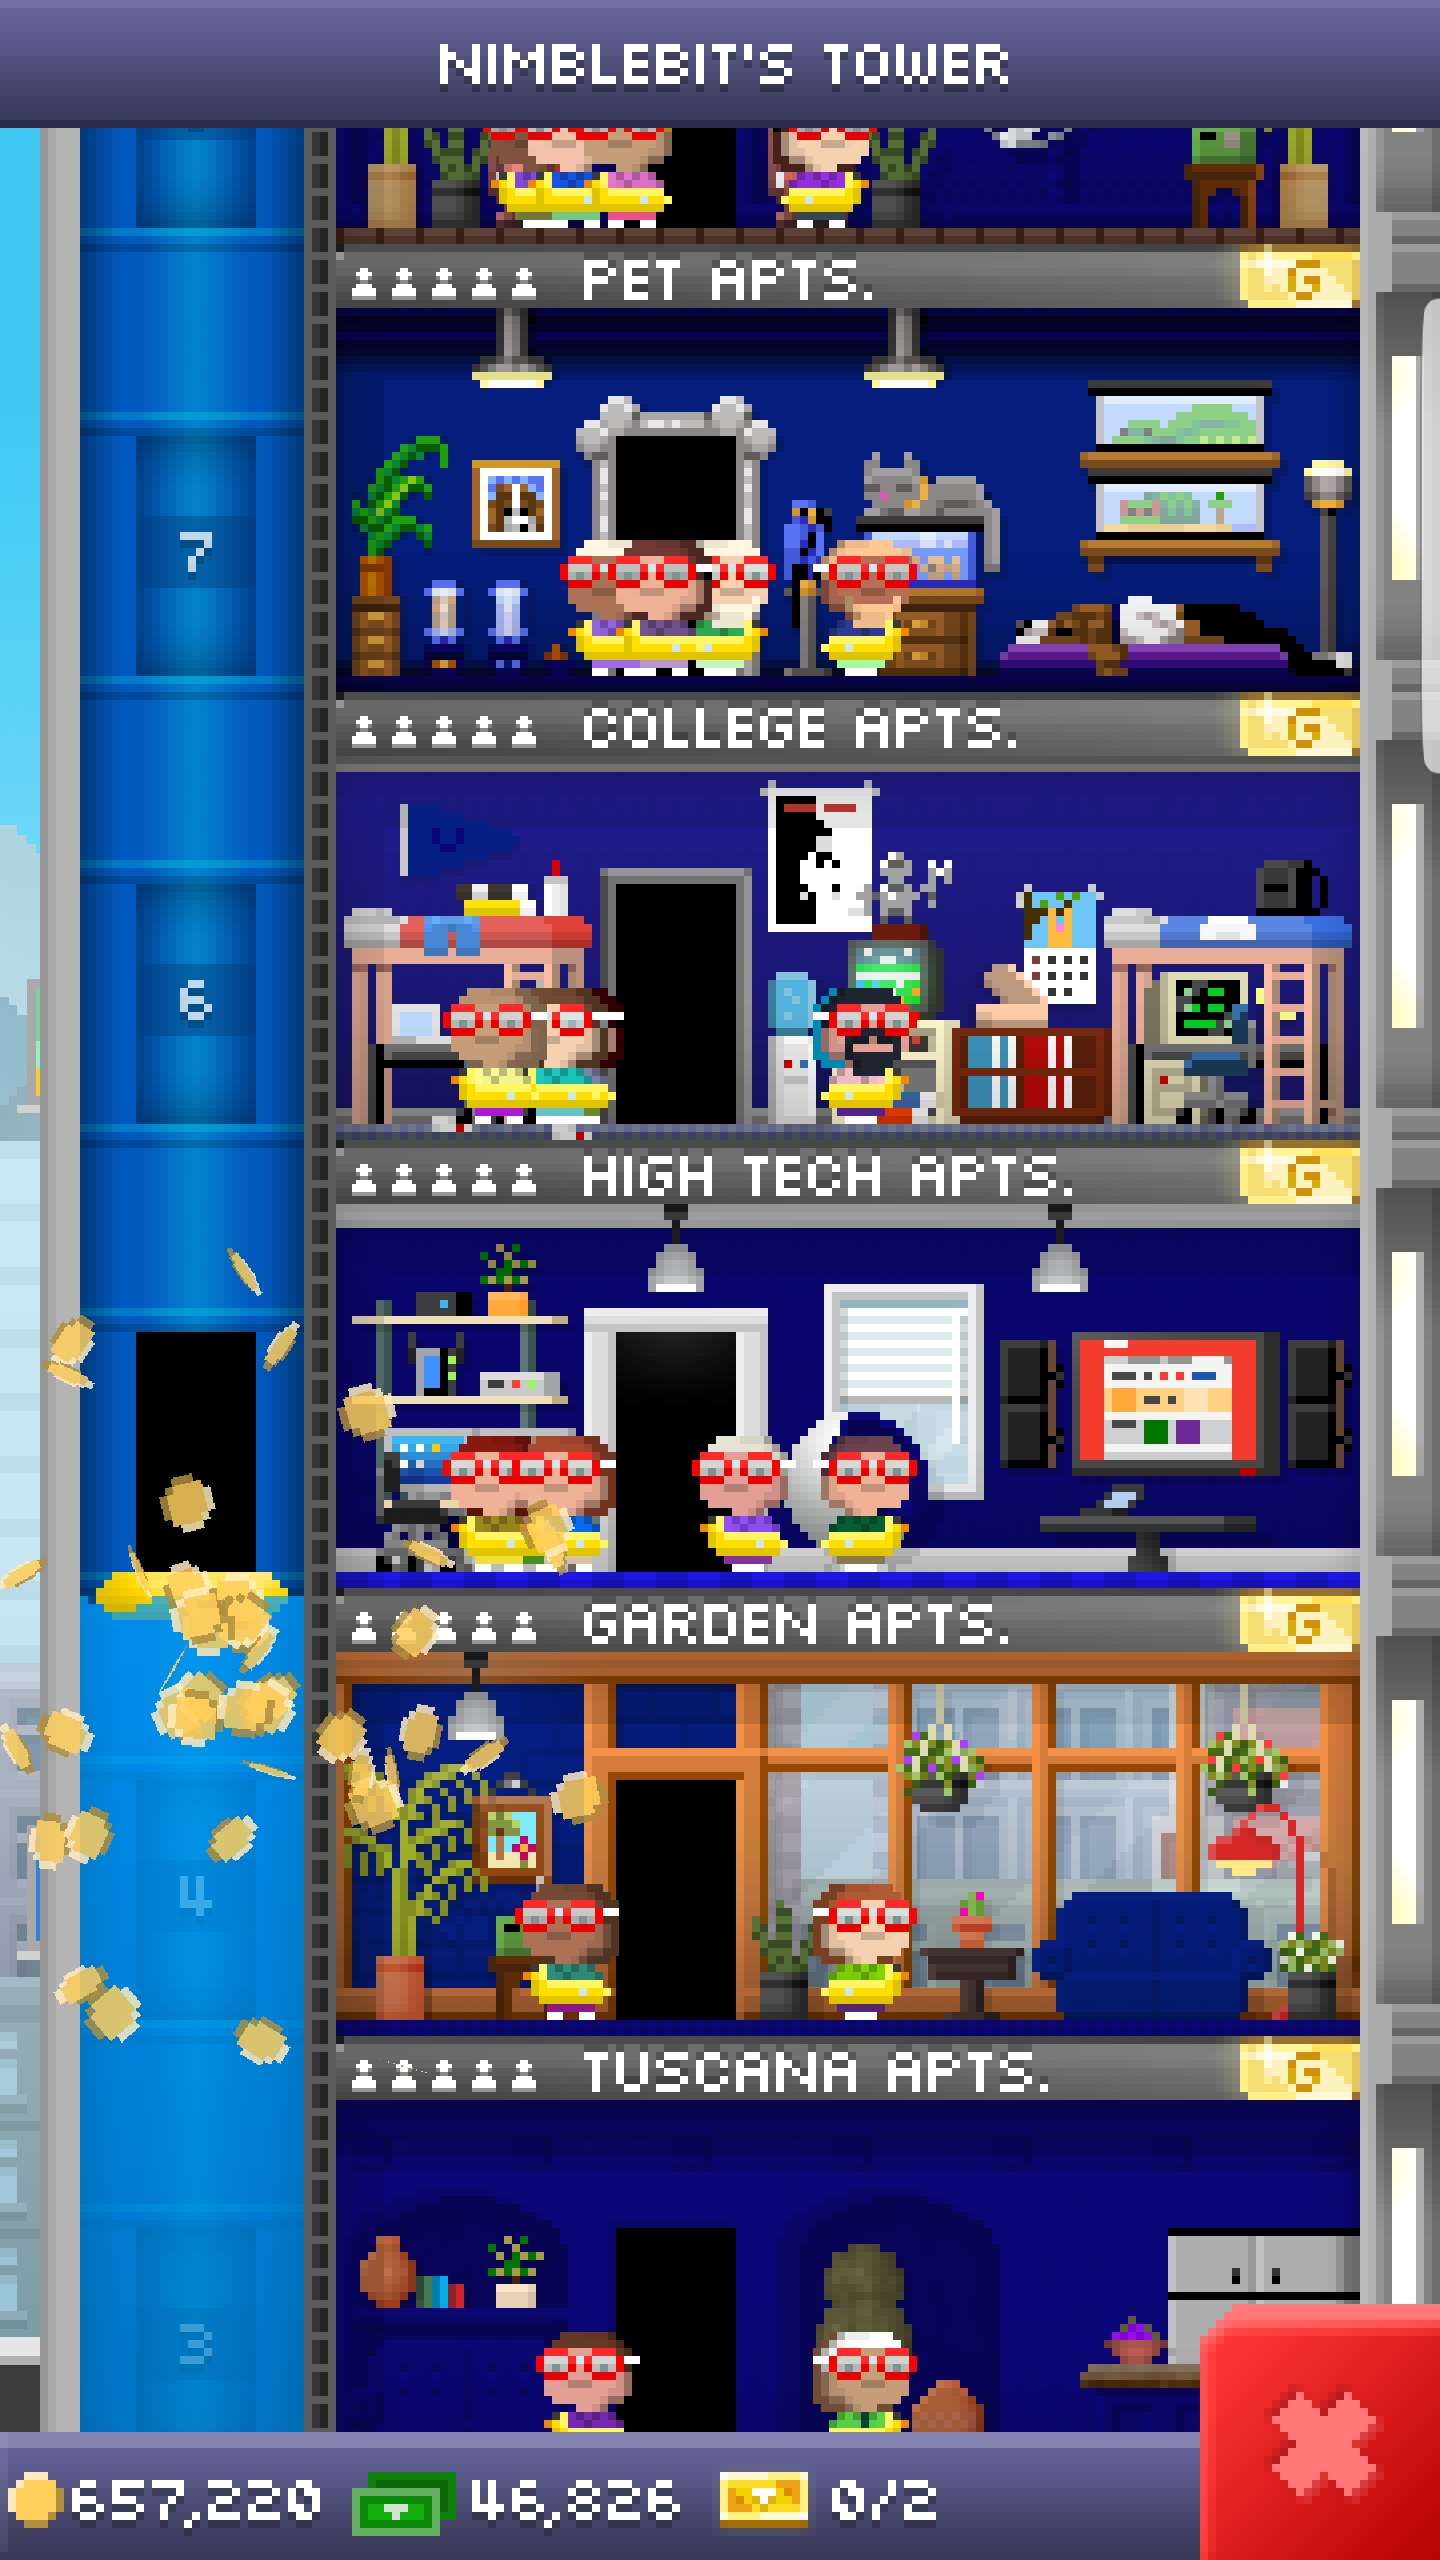 NIMBLEBIT'S TOWER
PET APTS. G
7
COLLEGE APTS. G
U
6
HIGH TECH APTS. G
GARDEN APTS. G
4
TUSCANA APTS. G
3
657,220 46,826 0/2